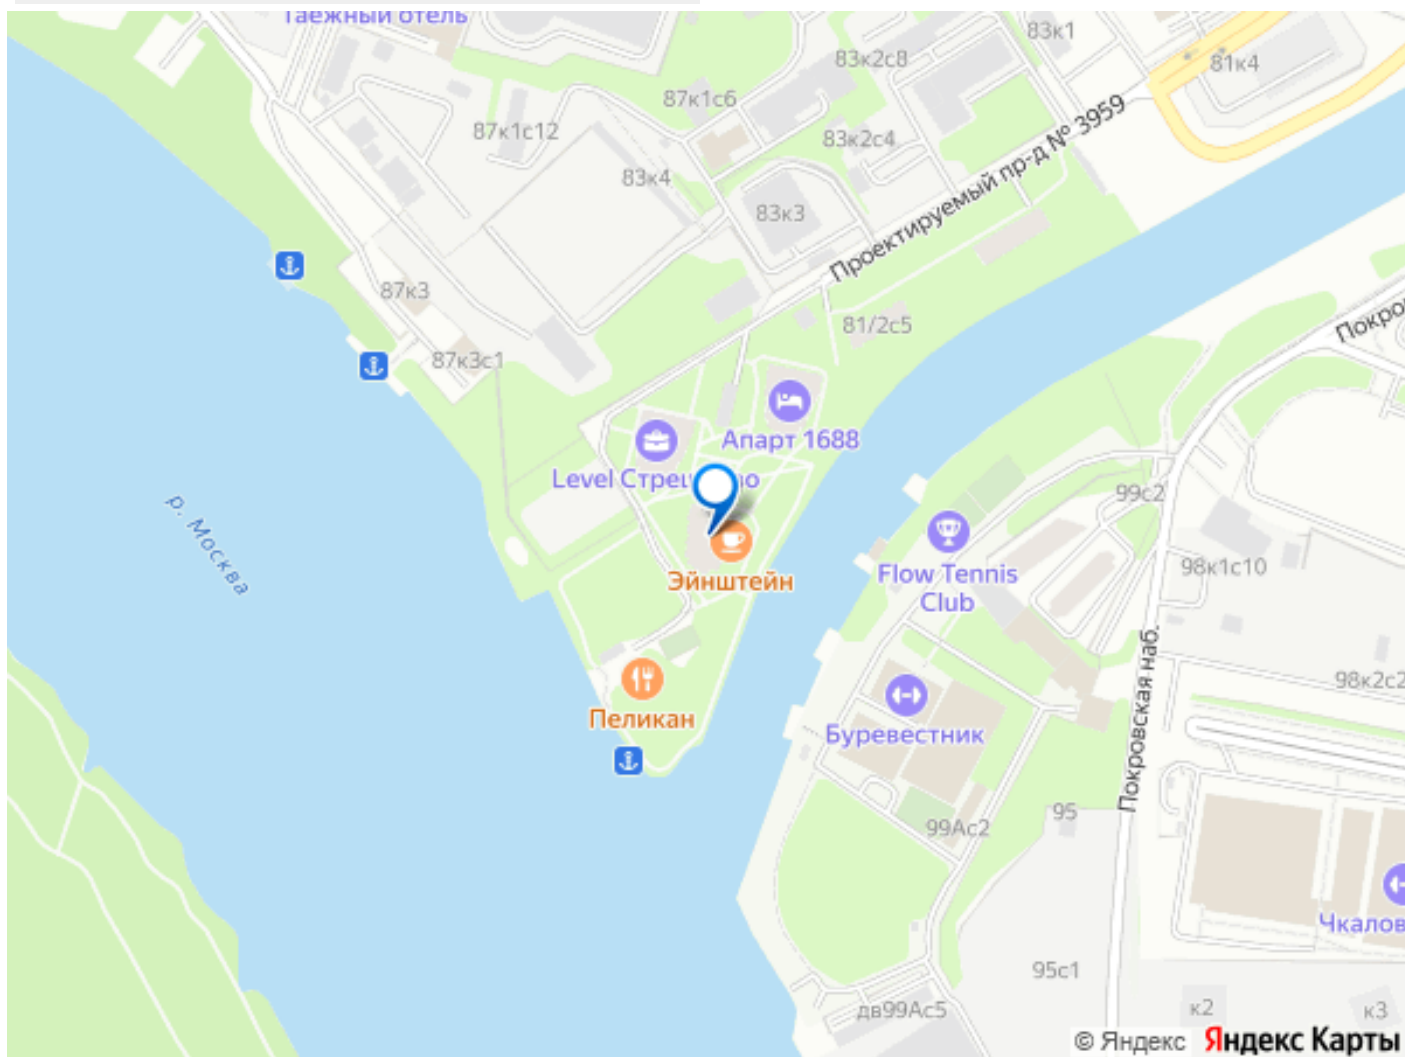 Таёжный отель
83к1
83к2с8
81к4
87к1с6
87к1с12
83к2с4
83к4
83к3
Проектируемый пр-д № 3959
87к3
81/2с5
87к3с1
Покро
Апарт 1688
Level Стре
о
99с2
р. Москва
Эйнштейн
Flow Tennis
Club
98к1с10
Пеликан
Буревестник
Покровская наб.
98к2с2
99Ас2
95
Чкалов
95с1
дв99Ас5
к2
к3
© Яндекс Яндекс Карты